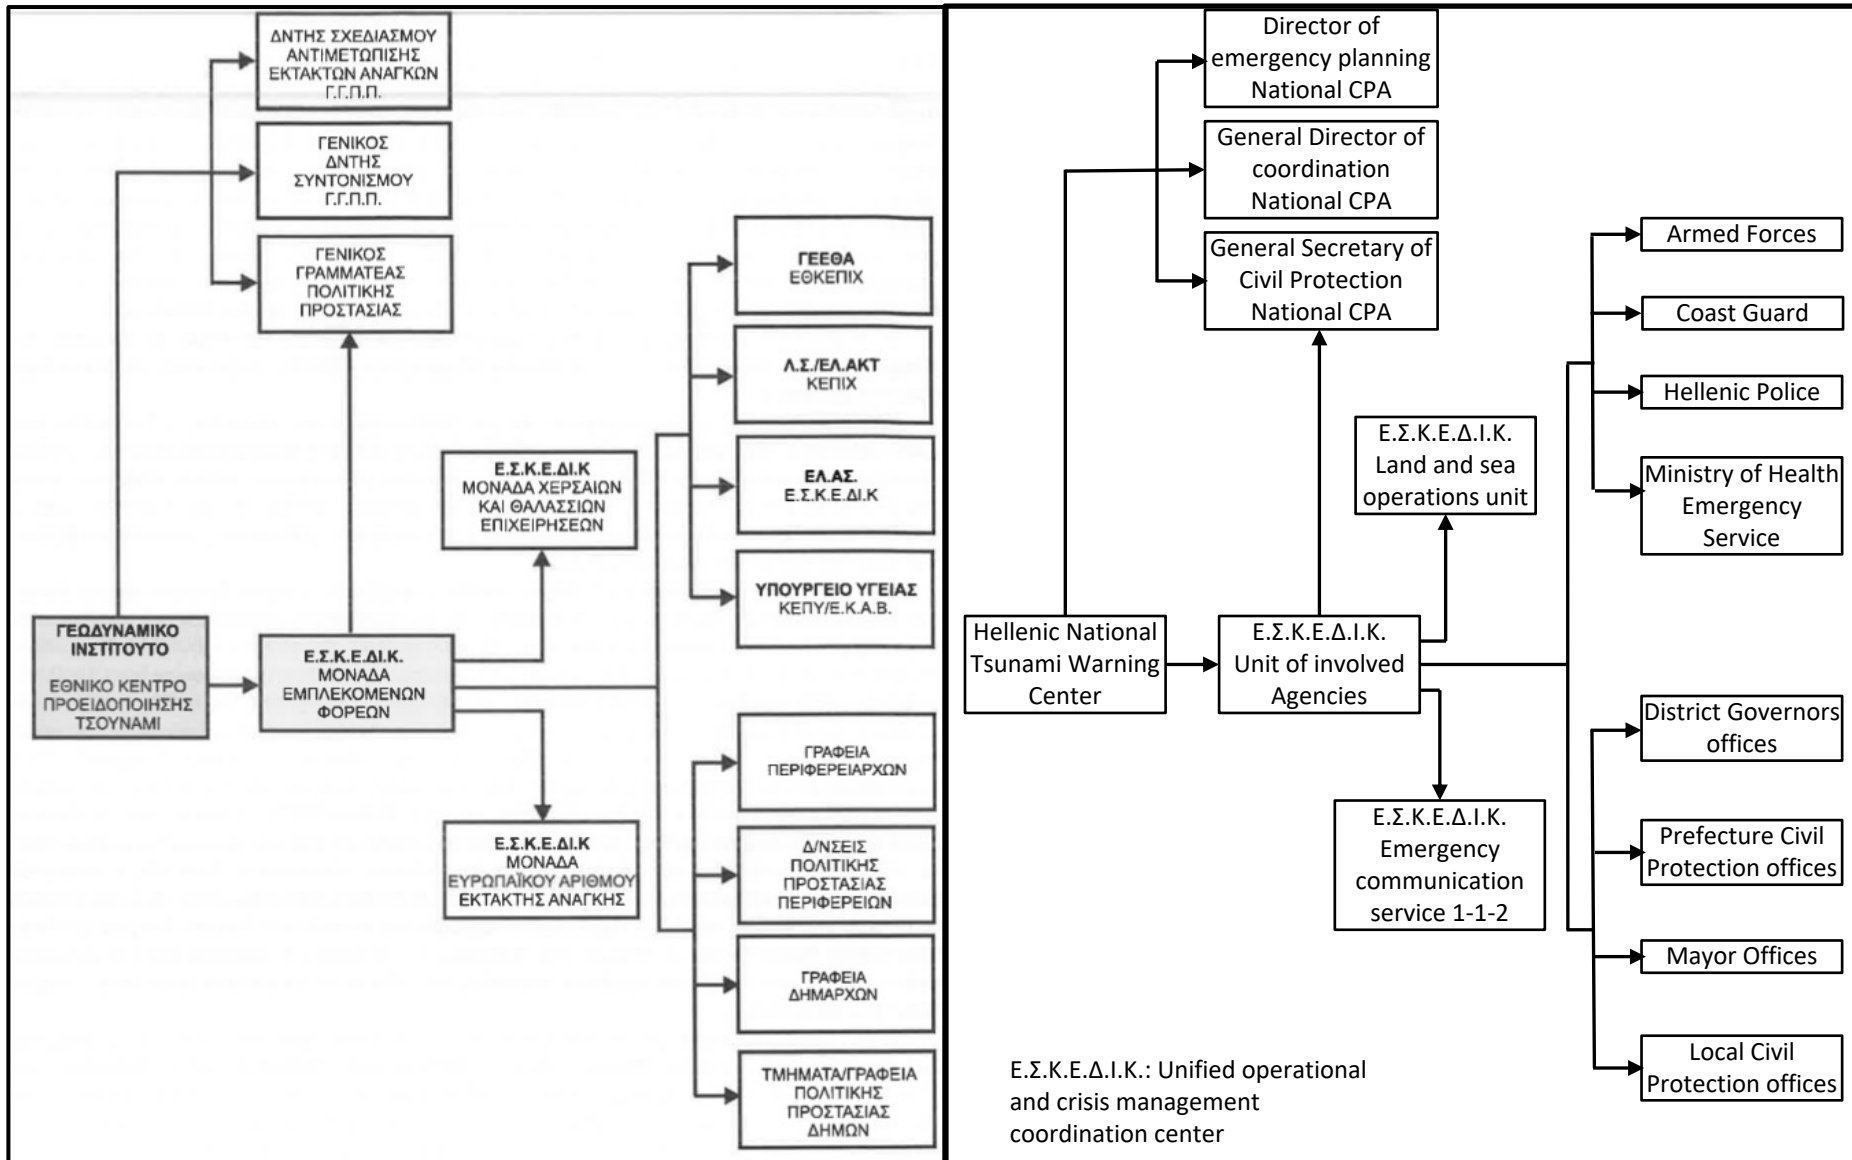 ΔΝΤΗΣ ΣΧΕΔΙΑΣΜΟΥ
ΑΝΤΙΜΕΤΩΠΙΣΗΣ
ΕΚΤΑΚΤΩΝ ΑΝΑΓΚΩΝ
Γ.Γ.Π.Π.
ΓΕΝΙΚΟΣ
ΔΝΤΗΣ
ΣΥΝΤΟΝΙΣΜΟΥ
Γ.Γ.Π.Π.
ΓΕΝΙΚΟΣ
ΓΡΑΜΜΑΤΕΑΣ
ΠΟΛΙΤΙΚΗΣ
ΠΡΟΣΤΑΣΙΑΣ
ΓΕΩΔΥΝΑΜΙΚΟ
ΙΝΣΤΙΤΟΥΤΟ
ΕΘΝΙΚΟ ΚΕΝΤΡΟ
ΠΡΟΕΙΔΟΠΟΙΗΣΗΣ
ΤΣΟΥΝΑΜΙ
Ε.Σ.Κ.Ε.ΔΙ.Κ.
ΜΟΝΑΔΑ
ΕΜΠΛΕΚΟΜΕΝΩΝ
ΦΟΡΕΩΝ
Ε.Σ.Κ.Ε.ΔΙ.Κ
ΜΟΝΑΔΑ ΧΕΡΣΑΙΩΝ
ΚΑΙ ΘΑΛΑΣΣΙΩΝ
ΕΠΙΧΕΙΡΗΣΕΩΝ
Ε.Σ.Κ.Ε.ΔΙ.Κ
ΜΟΝΑΔΑ
ΕΥΡΩΠΑΪΚΟΥ ΑΡΙΘΜΟΥ
ΕΚΤΑΚΤΗΣ ΑΝΑΓΚΗΣ
ΓΕΕΘΑ
ΕΘΚΕΠΙΧ
Λ.Σ./ΕΛ.ΑΚΤ
ΚΕΠΙΧ
ΕΛ.ΑΣ.
Ε.Σ.Κ.Ε.ΔΙ.Κ
ΥΠΟΥΡΓΕΙΟ ΥΓΕΙΑΣ
ΚΕΠΥ/Ε.Κ.Α.Β.
ΓΡΑΦΕΙΑ
ΠΕΡΙΦΕΡΕΙΑΡΧΩΝ
Δ/ΝΣΕΙΣ
ΠΟΛΙΤΙΚΗΣ
ΠΡΟΣΤΑΣΙΑΣ
ΠΕΡΙΦΕΡΕΙΩΝ
ΓΡΑΦΕΙΑ
ΔΗΜΑΡΧΩΝ
ΤΜΗΜΑΤΑ/ΓΡΑΦΕΙΑ
ΠΟΛΙΤΙΚΗΣ
ΠΡΟΣΤΑΣΙΑΣ
ΔΗΜΩΝ
Director of
emergency planning
National CPA
General Director of
coordination
National CPA
General Secretary of
Civil Protection
National CPA
Hellenic National
Tsunami Warning
Center
Ε.Σ.Κ.Ε.Δ.Ι.Κ.
Unit of involved
Agencies
Ε.Σ.Κ.Ε.Δ.Ι.Κ.
Land and sea
operations unit
Ε.Σ.Κ.Ε.Δ.Ι.Κ.
Emergency
communication
service 1-1-2
Armed Forces
Coast Guard
Hellenic Police
Ministry of Health
Emergency
Service
District Governors
offices
Prefecture Civil
Protection offices
Mayor Offices
Local Civil
Protection offices
Ε.Σ.Κ.Ε.Δ.Ι.Κ.: Unified operational
and crisis management
coordination center